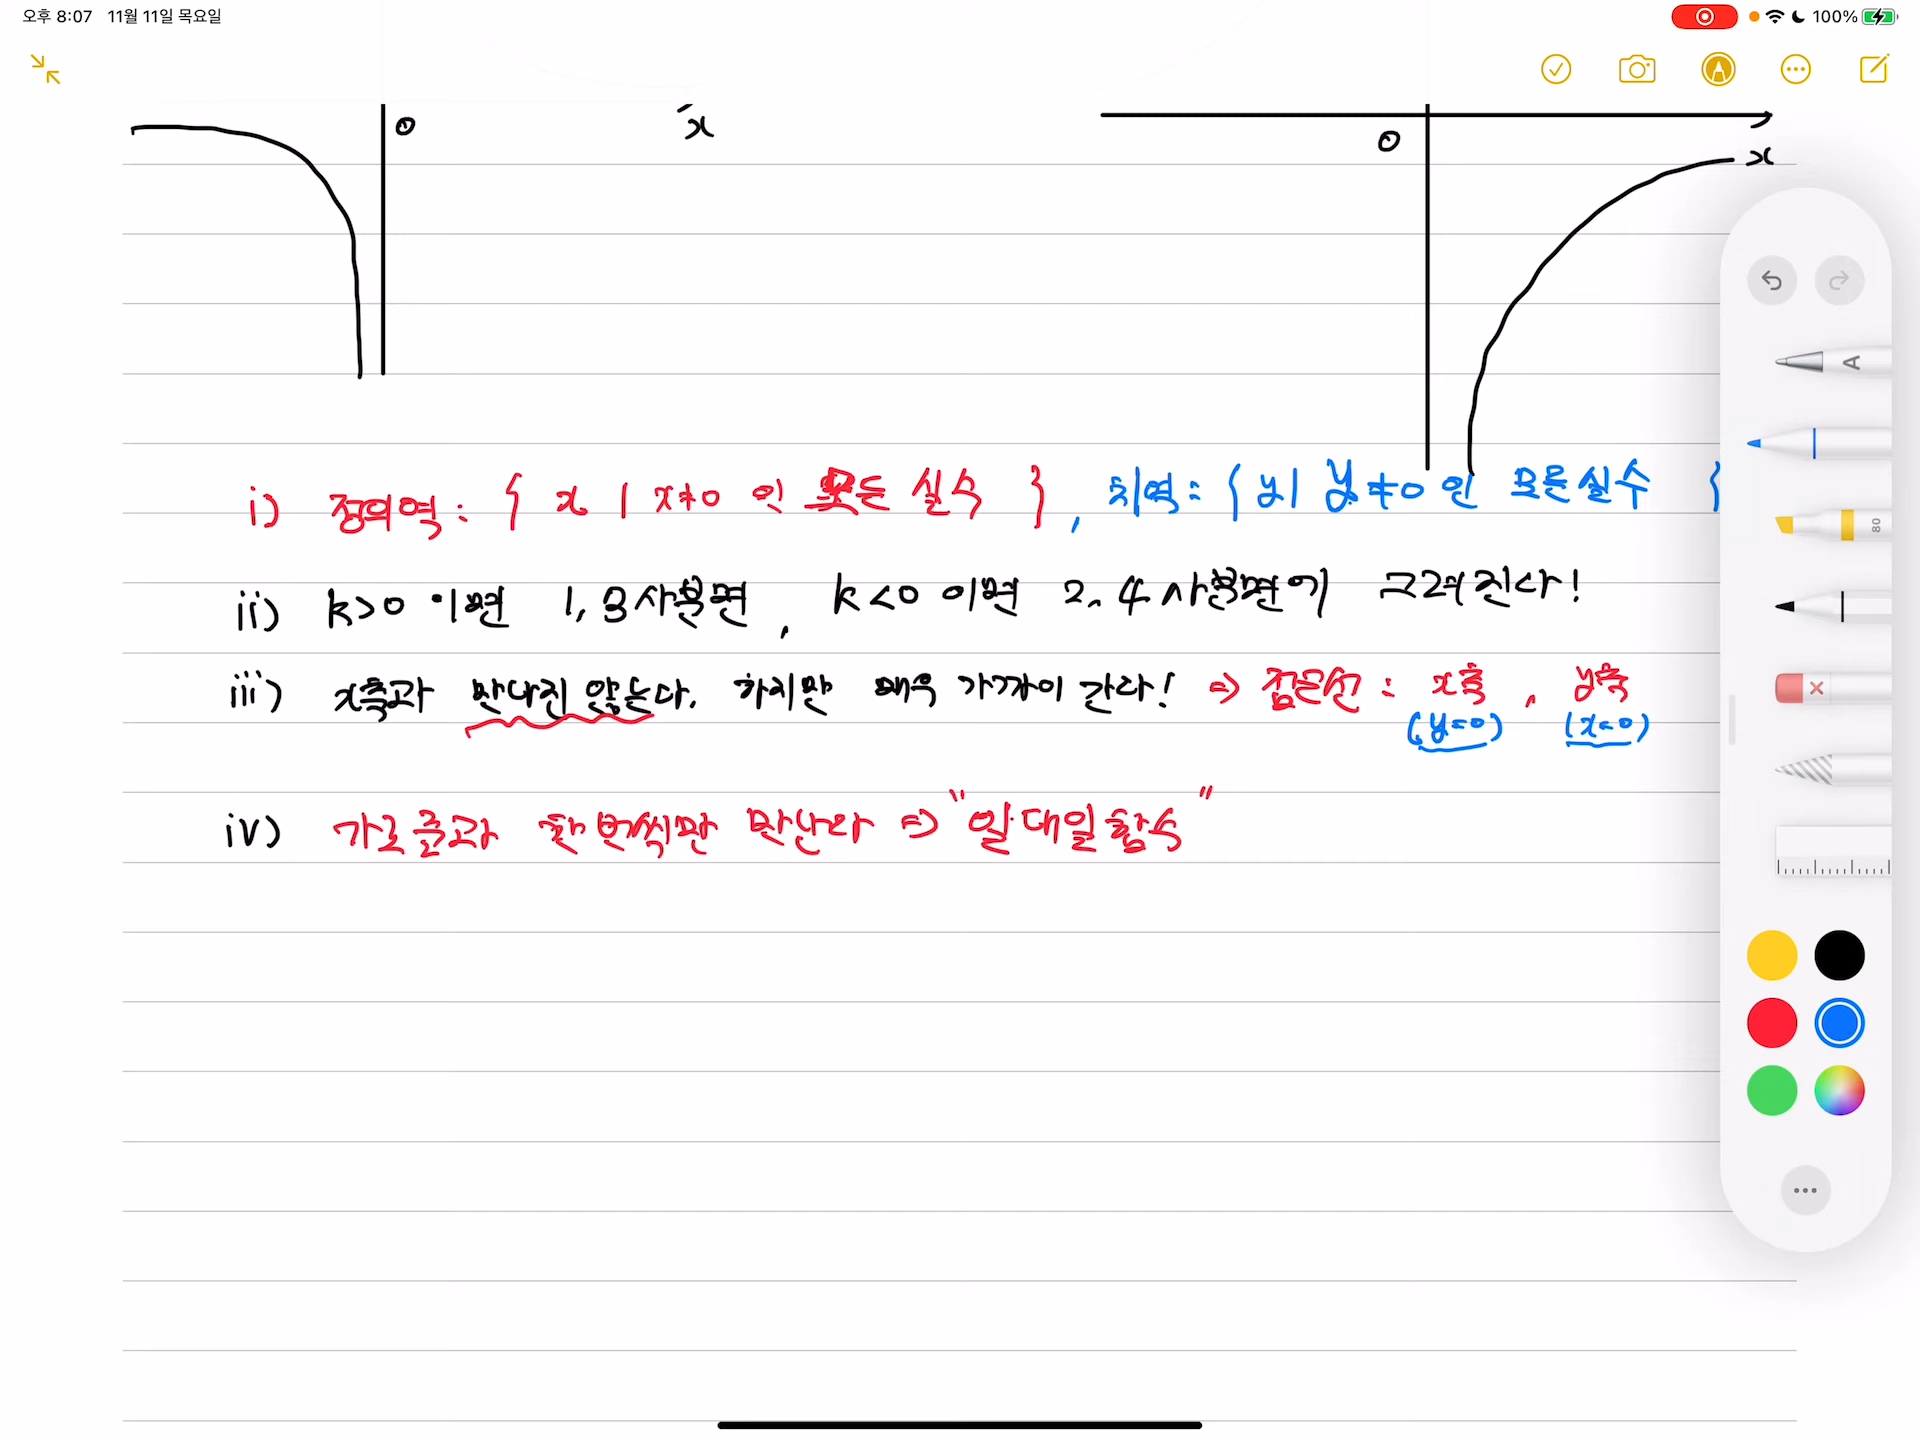 오후 8:07 11월 11일 목요일
100%
0 x
0
x
i) 정의역 : { x | x≠0 인 모든 실수 } , 치역 : { y | y≠0 인 모든실수 }
ii) k>0 이면 1, 3사분면 , k<0 이면 2, 4사분면에 그려진다!
iii) x축과 만나진 않는다. 하지만 매우 가까이 간다! ⇒ 점근선 : x축 , y축
(y=0) (x=0)
iv) 가로줄과 한 번씩만 만난다 ⇒ "일대일함수"
A
80